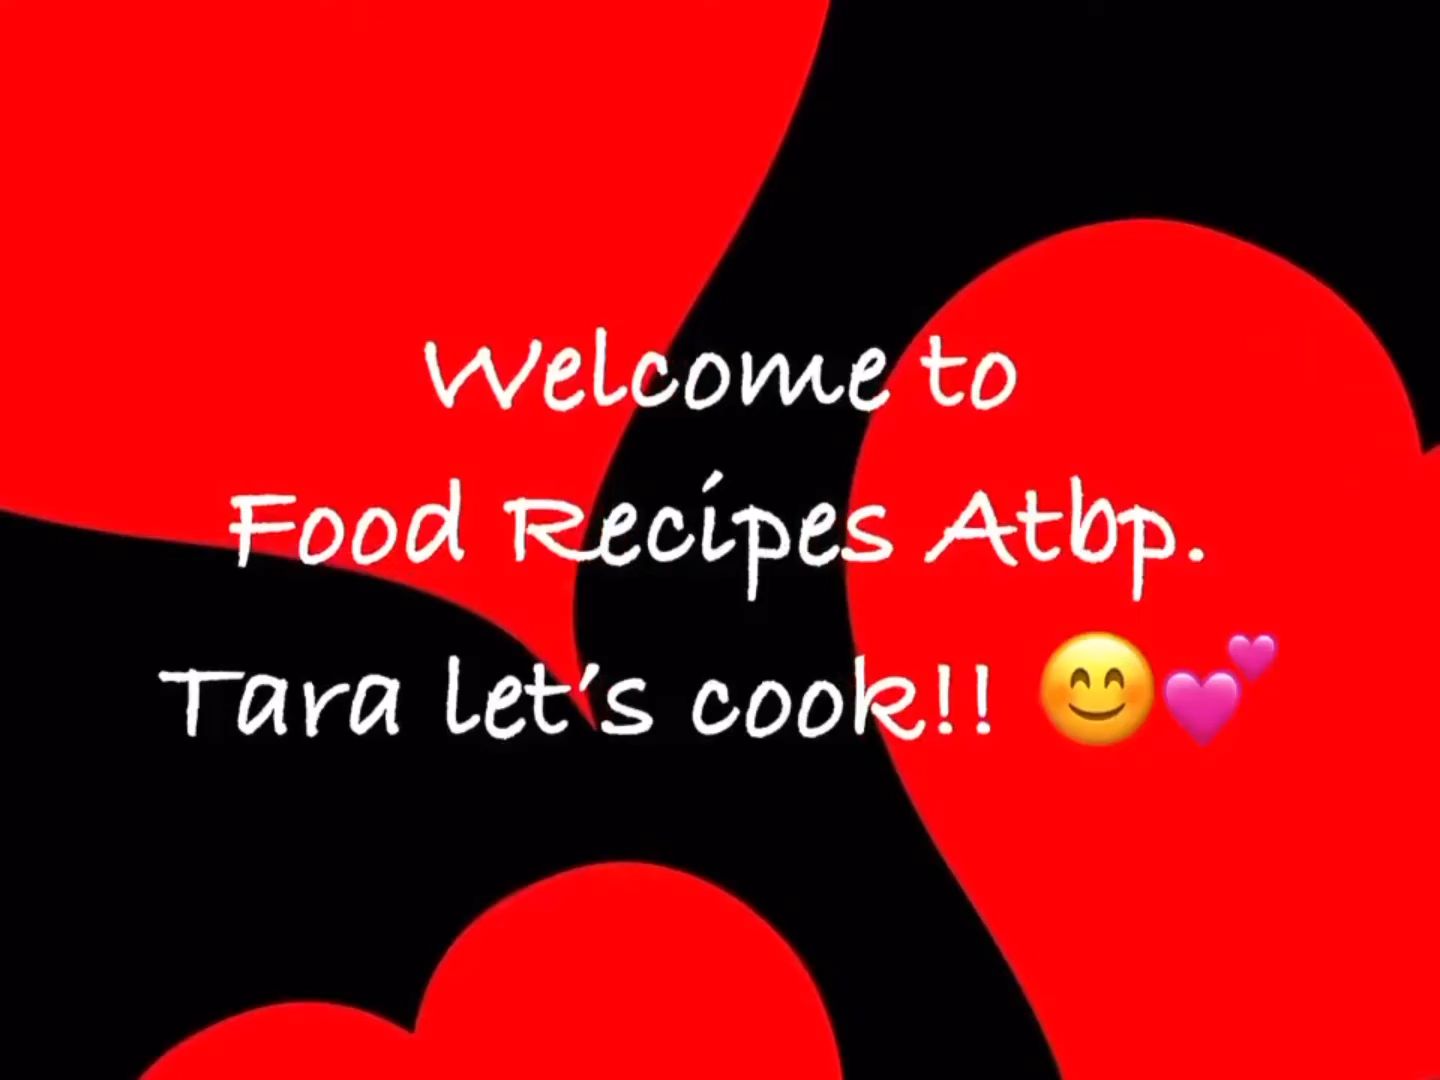 Welcome to
Food Recipes Atbp.
Tara let's cook!! 😊💕